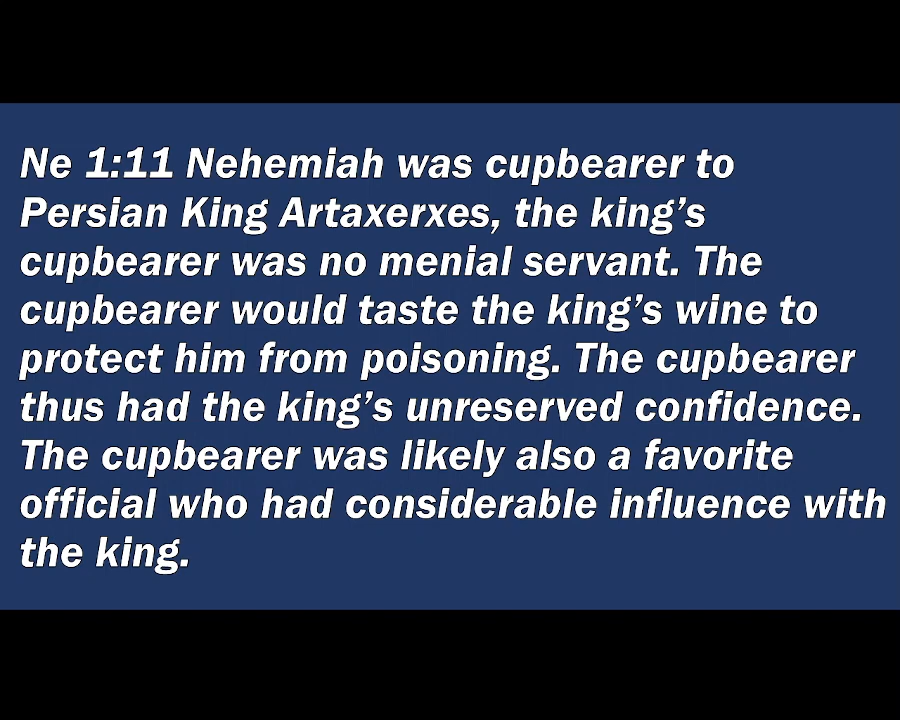 Ne 1:11 Nehemiah was cupbearer to
Persian King Artaxerxes, the king’s
cupbearer was no menial servant. The
cupbearer would taste the king’s wine to
protect him from poisoning. The cupbearer
thus had the king’s unreserved confidence.
The cupbearer was likely also a favorite
official who had considerable influence with
the king.